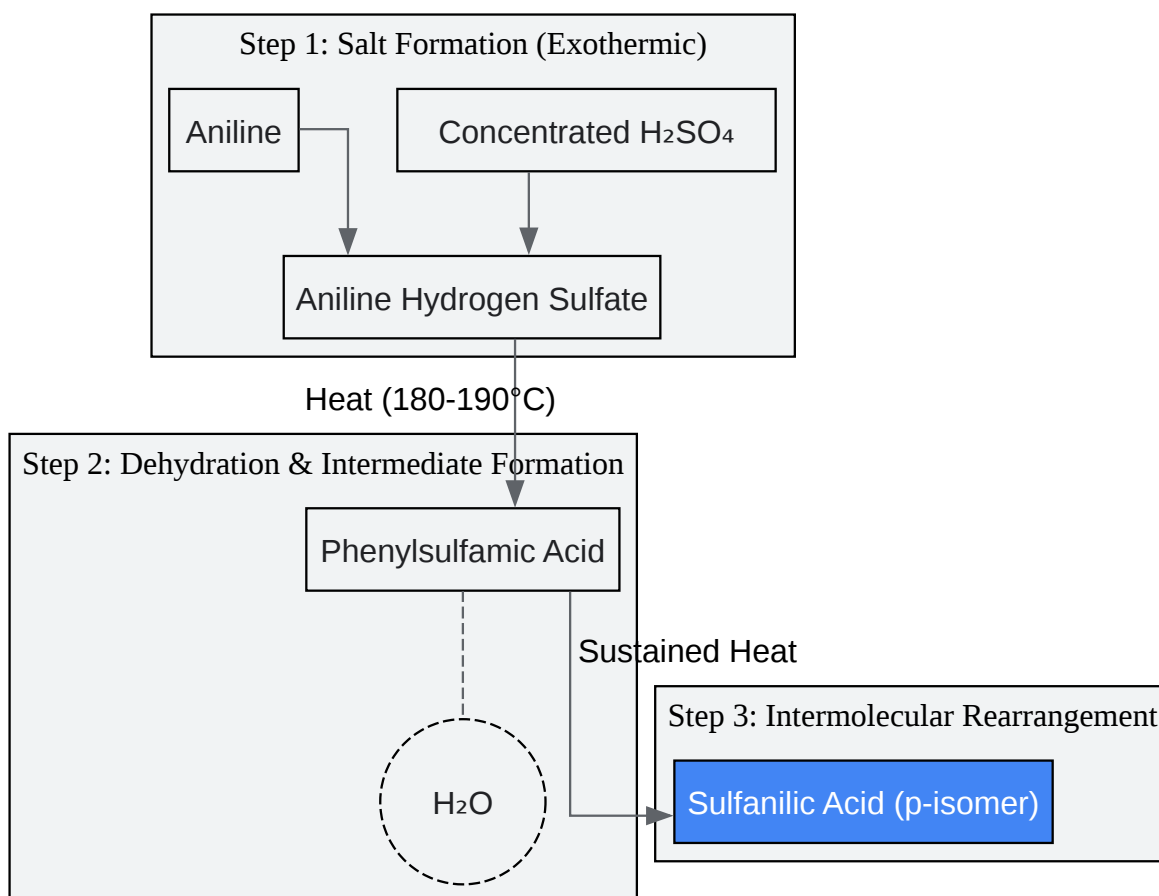 Step 1: Salt Formation (Exothermic)
Aniline
Concentrated H₂SO₄
Aniline Hydrogen Sulfate
Heat (180-190°C)
Step 2: Dehydration & Intermediate Formation
Phenylsulfamic Acid
Sustained Heat
Step 3: Intermolecular Rearrangement
H₂O
Sulfanilic Acid (p-isomer)